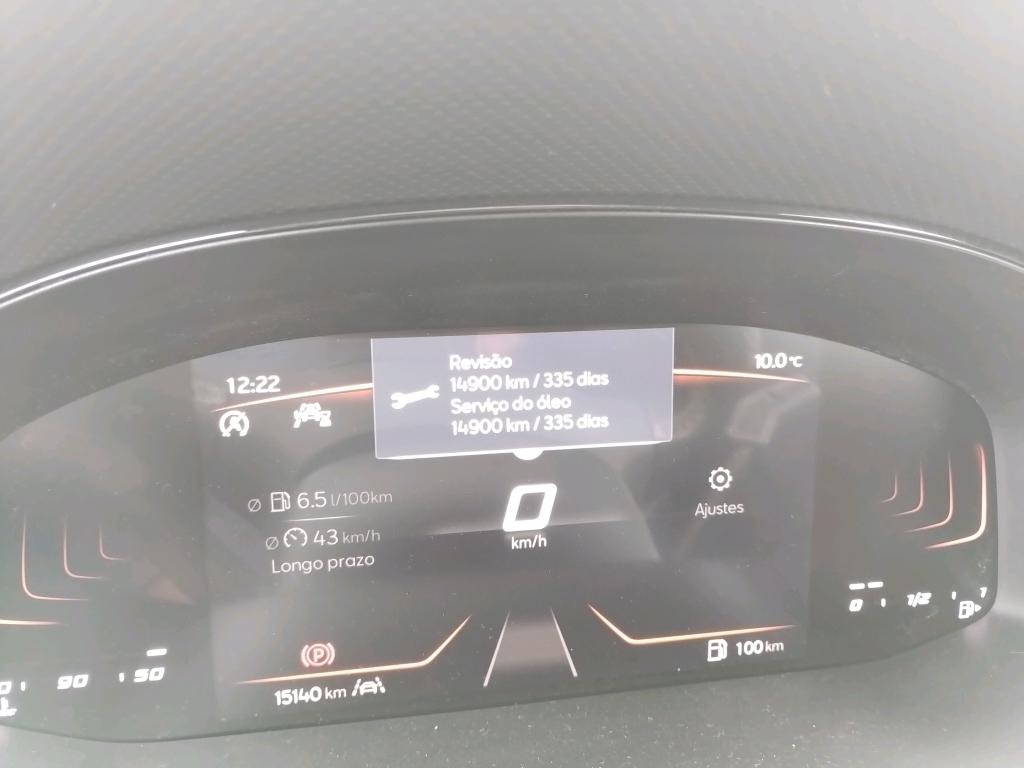 Revisão
14900 km / 335 dias
Serviço do óleo
14900 km / 335 dias
12:22
10.0 °C
A
Ø 6.5 l/100km
Ø 43 km/h
Longo prazo
0
km/h
Ajustes
90
50
0
1/2
P
15140 km
100 km